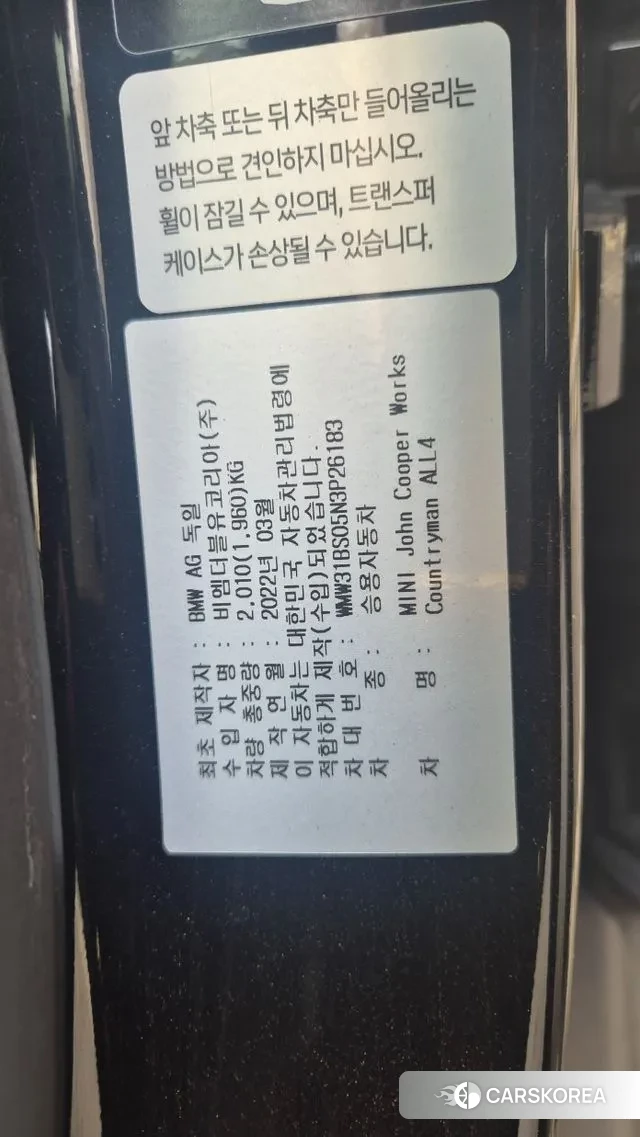 앞 차축 또는 뒤 차축만 들어올리는
방법으로 견인하지 마십시오.
휠이 잠길 수 있으며, 트랜스퍼
케이스가 손상될 수 있습니다.
최초 제작자 : BMW AG 독일
수 입 자 명 : 비엠더블유코리아(주)
차량 총중량 : 2,010(1,960)KG
제 작 연 월 : 2022년 03월
이 자동차는 대한민국 자동차관리법령에
적합하게 제작(수입)되었습니다.
차 대 번 호 : WMW31BS05N3P26183
차 종 : 승용자동차
차 명 : MINI John Cooper Works
Countryman ALL4
CARSKOREA